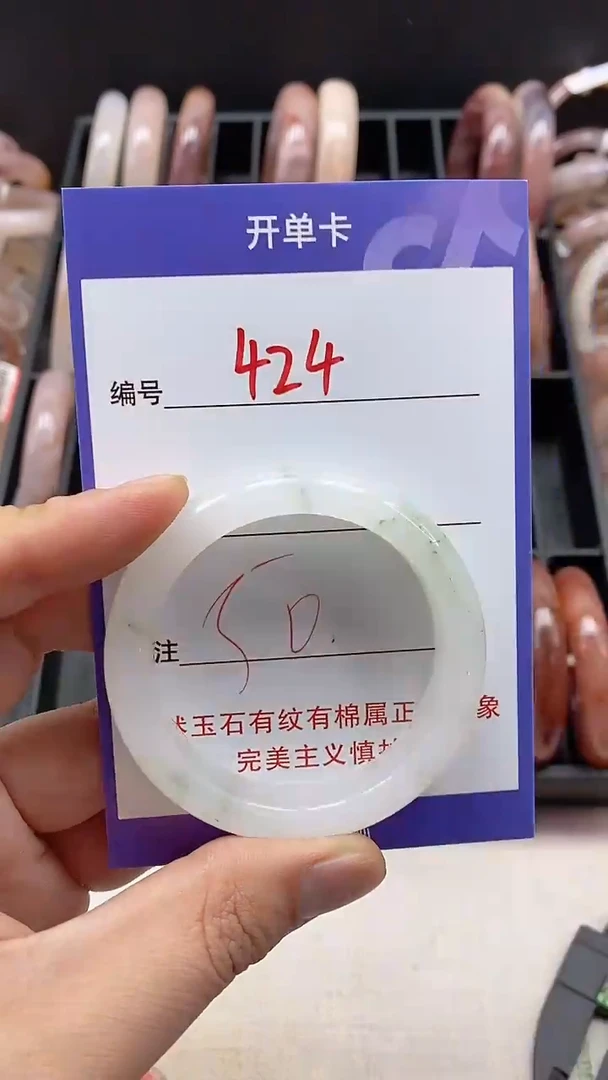 开单卡
编号 424
注 50.
玉石有纹有棉属正 象
完美主义慎